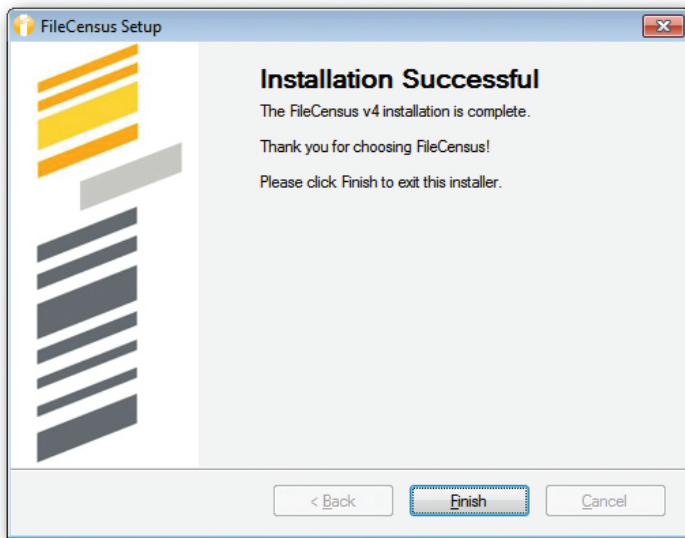 FileCensus Setup
Installation Successful
The FileCensus v4 installation is complete.
Thank you for choosing FileCensus!
Please click Finish to exit this installer.
< Back
Finish
Cancel